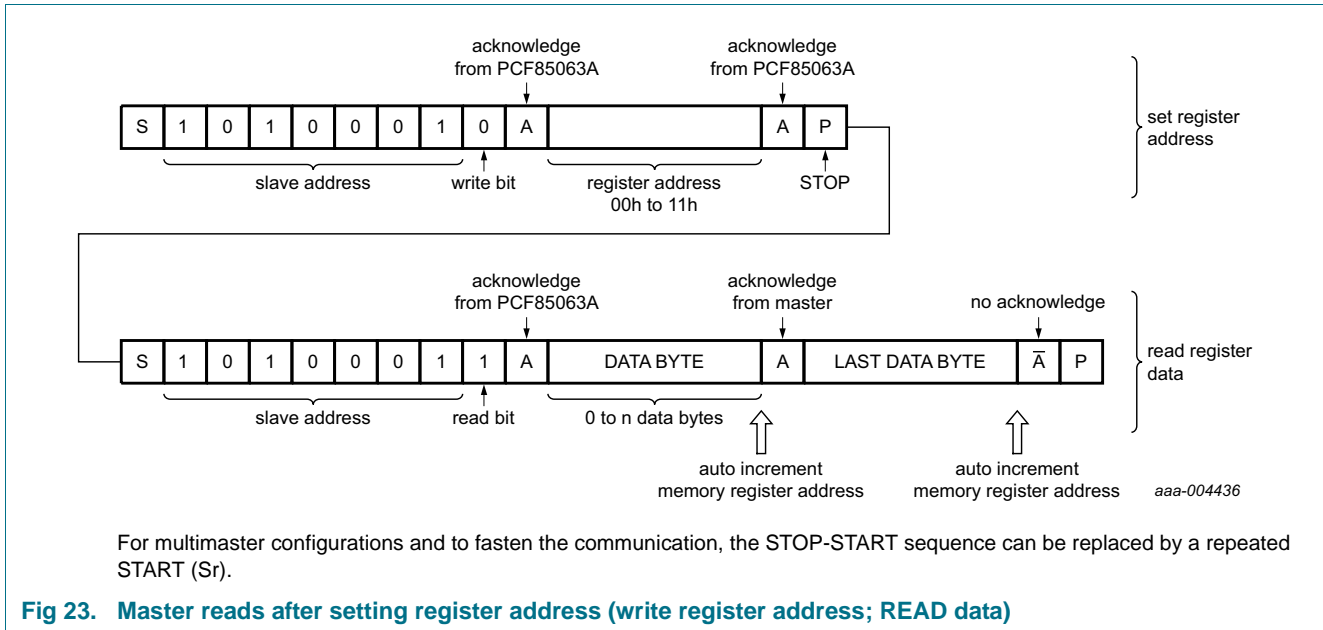 acknowledge
from PCF85063A
acknowledge
from PCF85063A
S 1 0 1 0 0 0 1 0 A A P
set register
address
slave address
write bit
register address
00h to 11h
STOP
acknowledge
from PCF85063A
acknowledge
from master
no acknowledge
S 1 0 1 0 0 0 1 1 A DATA BYTE A LAST DATA BYTE A̅ P
read register
data
slave address
read bit
0 to n data bytes
auto increment
memory register address
auto increment
memory register address
aaa-004436
For multimaster configurations and to fasten the communication, the STOP-START sequence can be replaced by a repeated
START (Sr).
Fig 23. Master reads after setting register address (write register address; READ data)